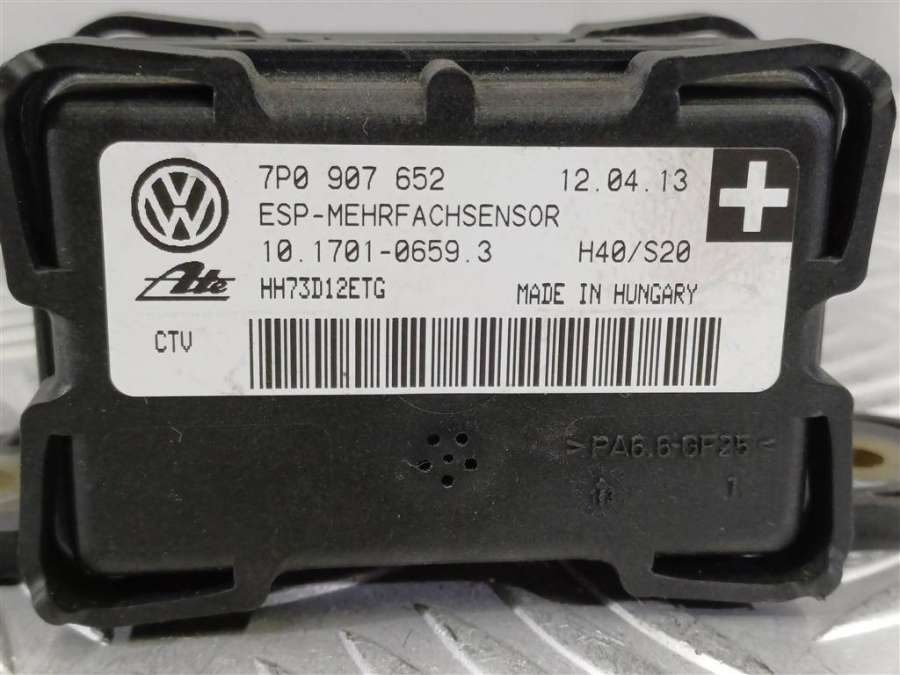 7P0 907 652 12.04.13
ESP-MEHRFACHSENSOR
10.1701-0659.3 H40/S20
Ate HH73D12ETG MADE IN HUNGARY
CTV
>PA6.6-GF25<
1